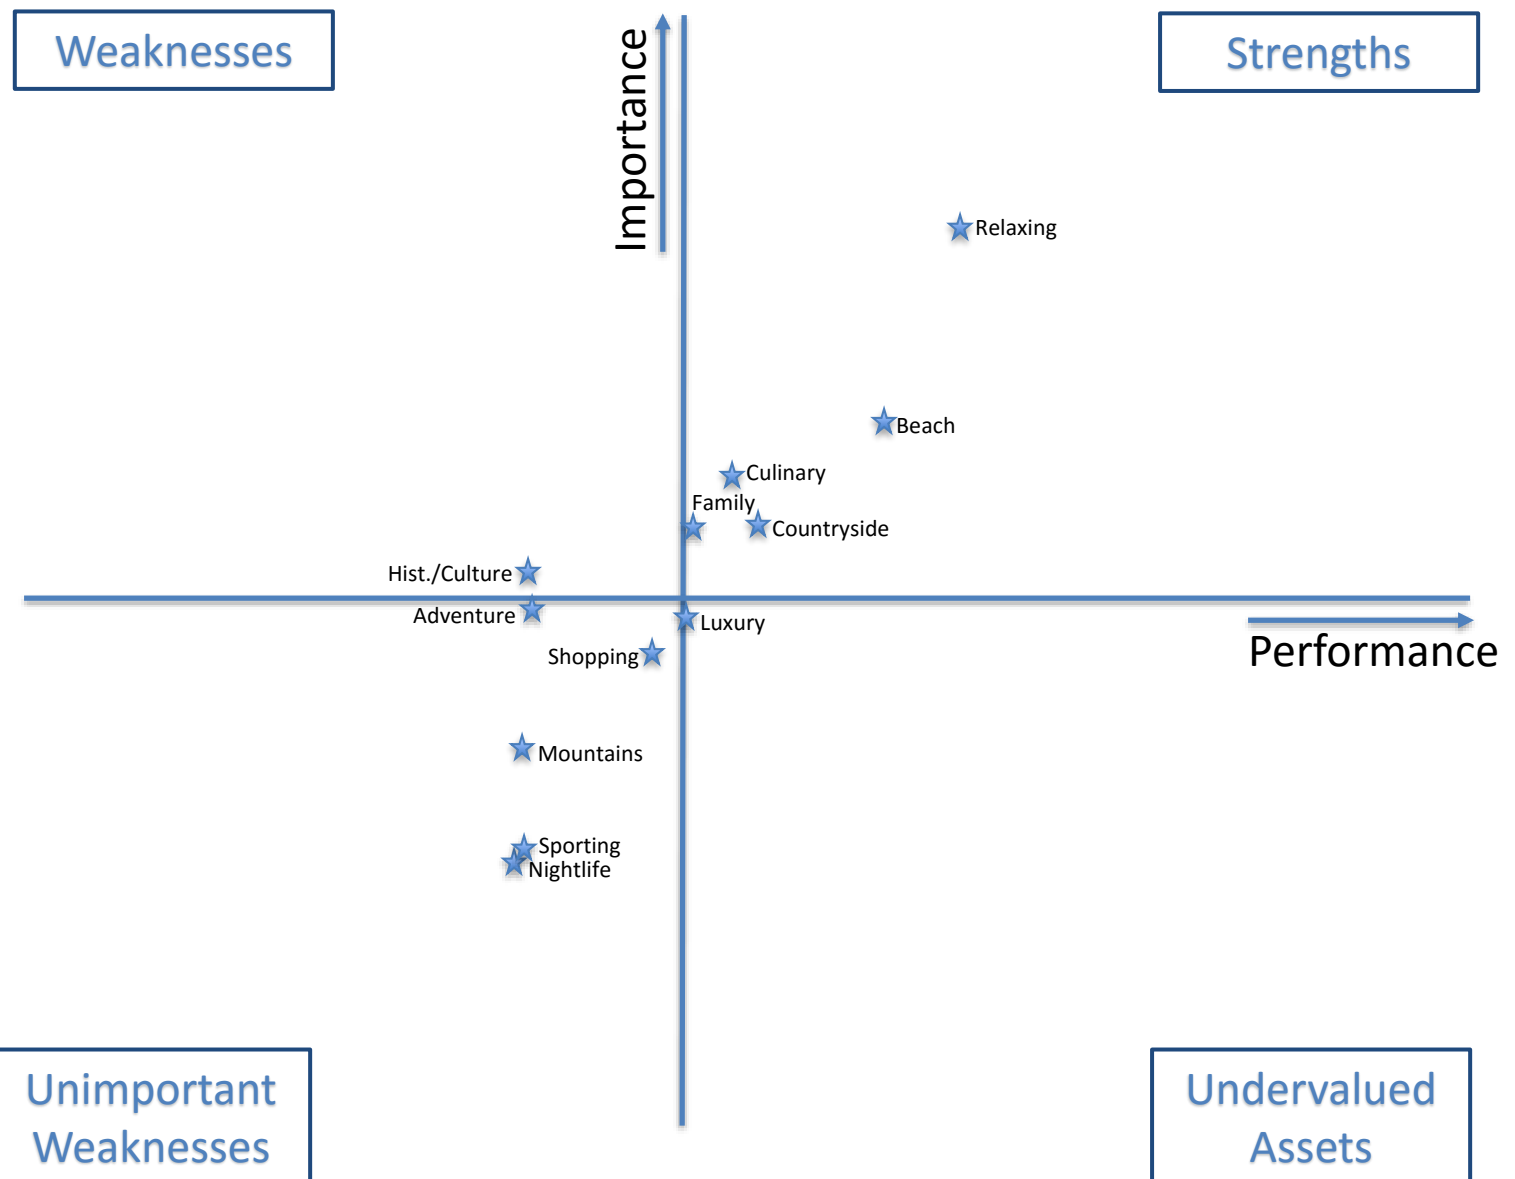 Weaknesses
Strengths
Importance
Relaxing
Beach
Culinary
Family
Countryside
Hist./Culture
Adventure
Luxury
Shopping
Performance
Mountains
Sporting
Nightlife
Unimportant
Weaknesses
Undervalued
Assets